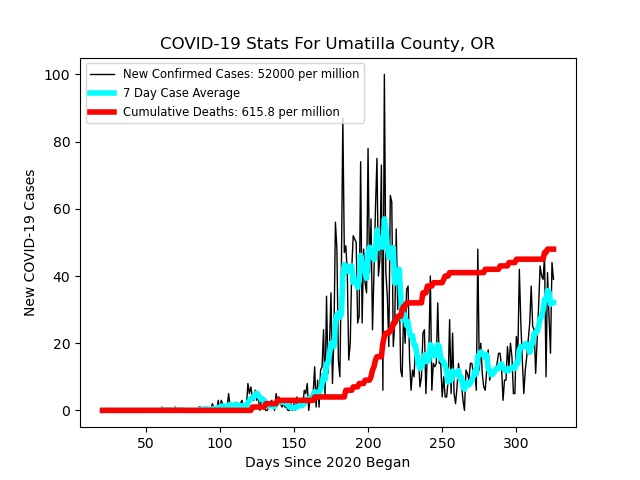 COVID-19 Stats For Umatilla County, OR
New Confirmed Cases: 52000 per million
7 Day Case Average
Cumulative Deaths: 615.8 per million
New COVID-19 Cases
100
80
60
40
20
0
50 100 150 200 250 300
Days Since 2020 Began